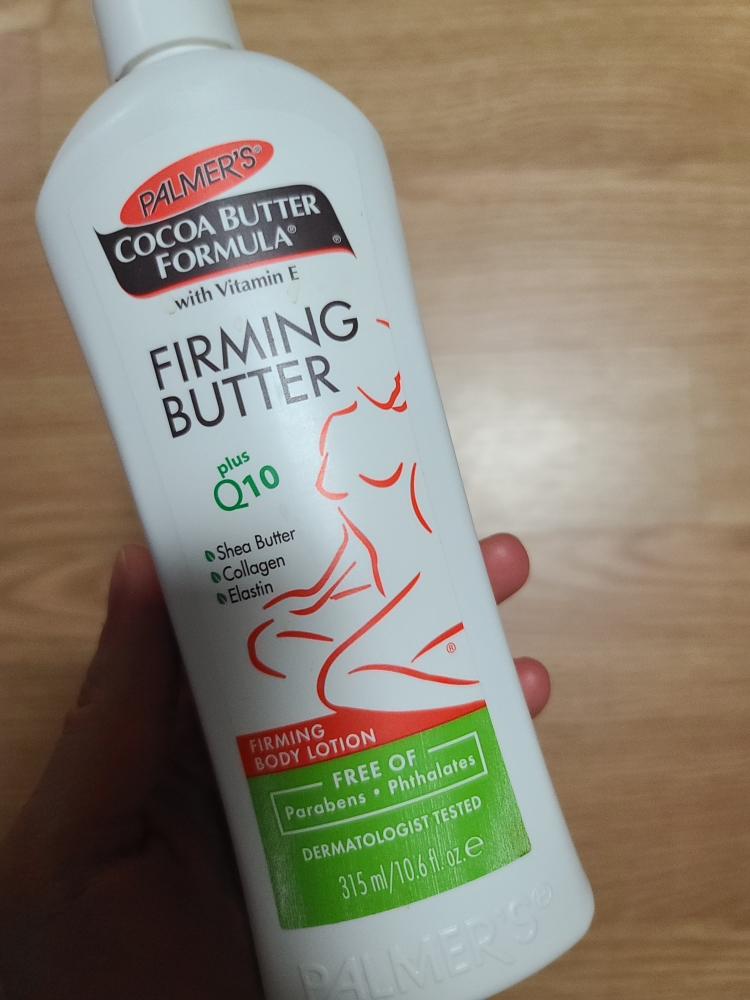 PALMER'S®
COCOA BUTTER
FORMULA®
®
with Vitamin E
FIRMING
BUTTER
plus
Q10
Shea Butter
Collagen
Elastin
®
FIRMING
BODY LOTION
FREE OF
Parabens • Phthalates
DERMATOLOGIST TESTED
315 ml/10.6 fl. oz. ℮
PALMER'S®